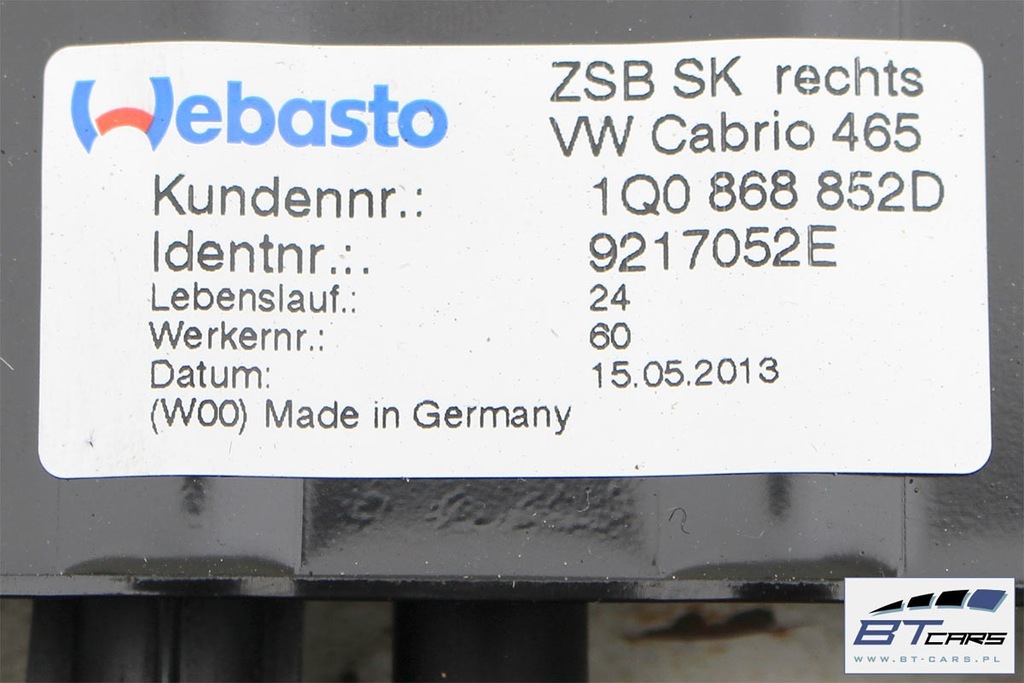 Webasto
ZSB SK rechts
VW Cabrio 465
Kundennr.: 1Q0 868 852D
Identnr.:. 9217052E
Lebenslauf.: 24
Werkernr.: 60
Datum: 15.05.2013
(W00) Made in Germany
BT CARS
WWW.BT-CARS.PL